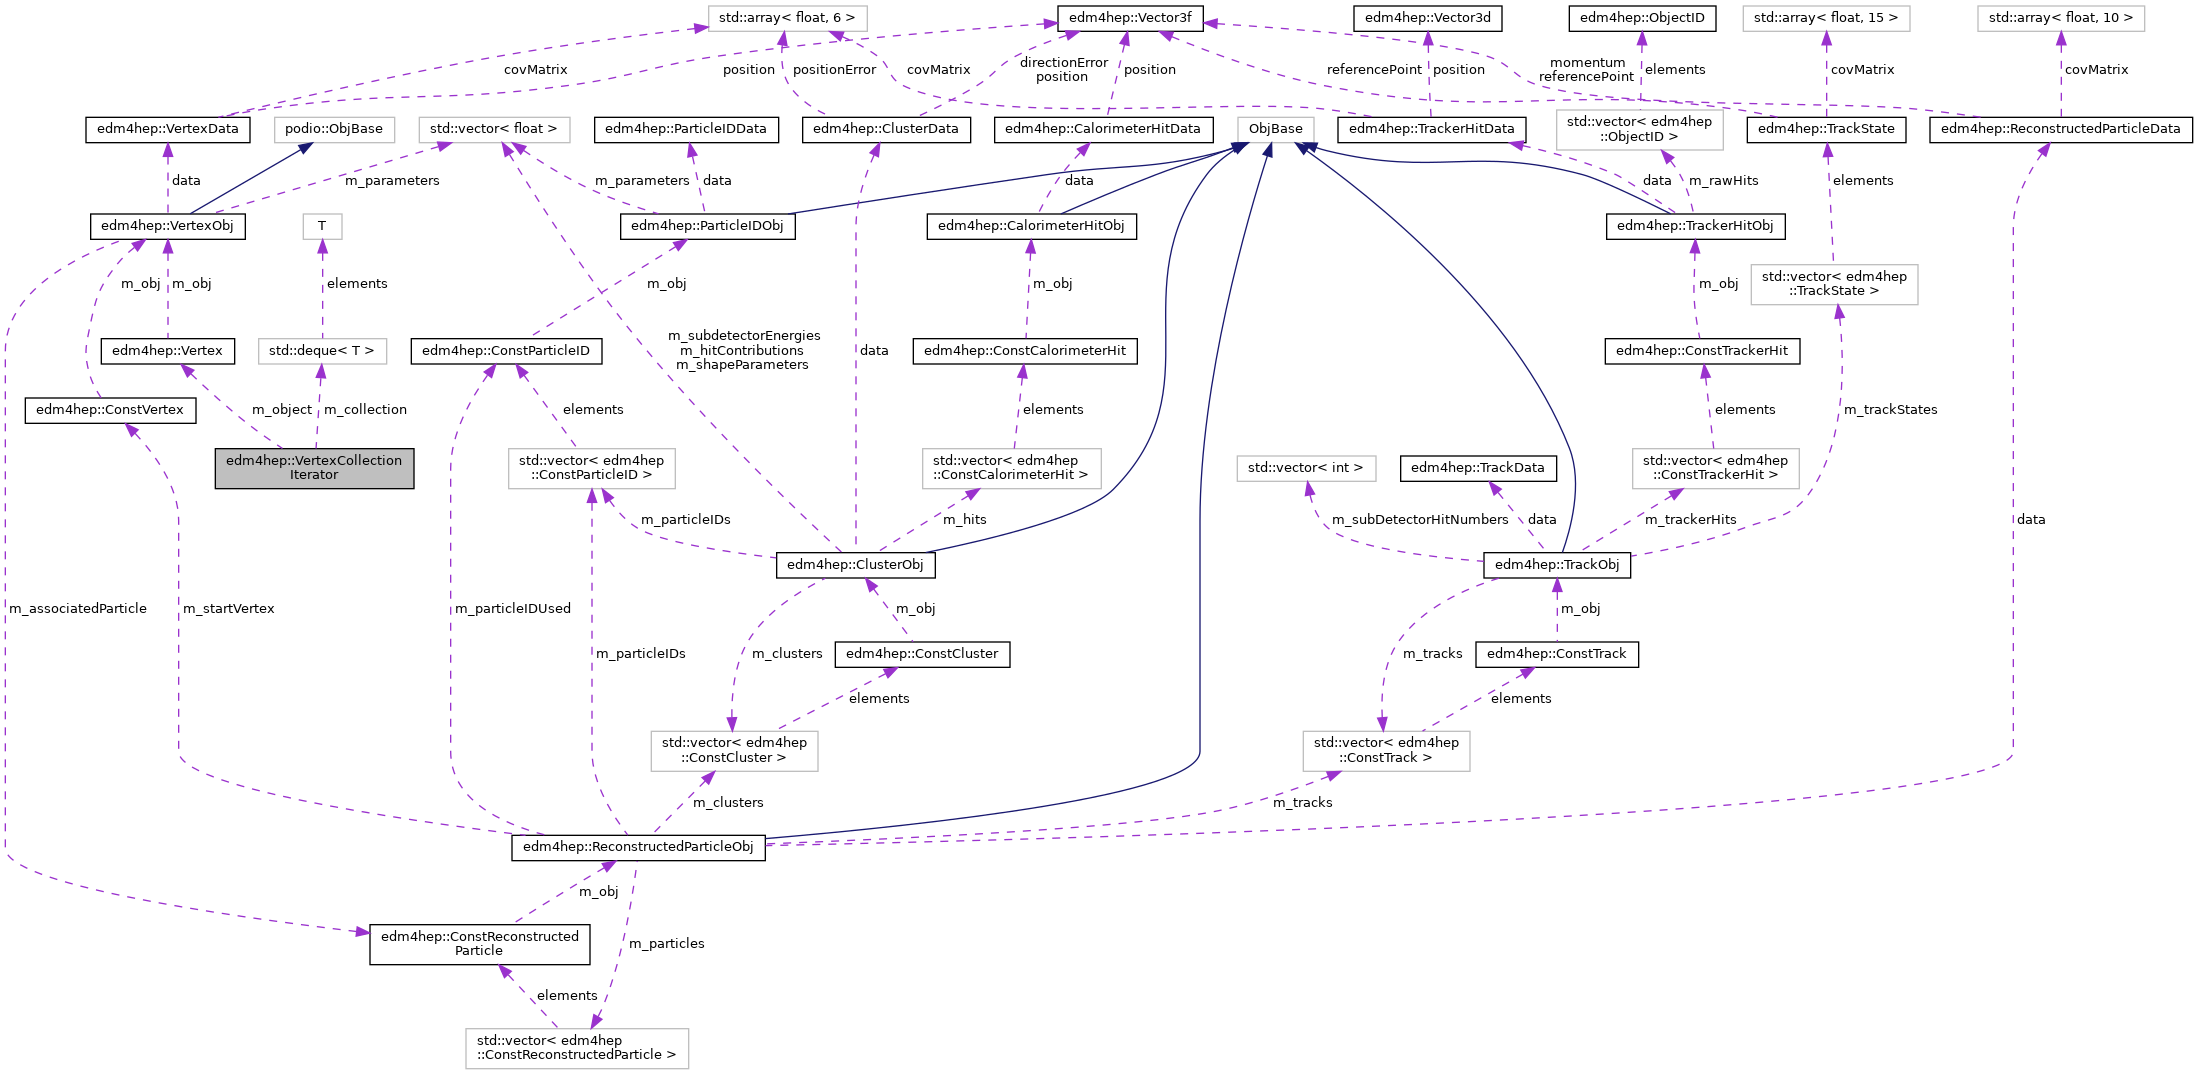 std::array< float, 6 >
edm4hep::Vector3f
edm4hep::Vector3d
edm4hep::ObjectID
std::array< float, 15 >
std::array< float, 10 >
covMatrix
position
positionError
covMatrix
directionError
position
position
referencePoint
position
momentum
referencePoint
elements
covMatrix
covMatrix
edm4hep::VertexData
podio::ObjBase
std::vector< float >
edm4hep::ParticleIDData
edm4hep::ClusterData
edm4hep::CalorimeterHitData
ObjBase
edm4hep::TrackerHitData
std::vector< edm4hep
::ObjectID >
edm4hep::TrackState
edm4hep::ReconstructedParticleData
data
m_parameters
m_parameters
data
data
data
m_rawHits
elements
edm4hep::VertexObj
T
edm4hep::ParticleIDObj
edm4hep::CalorimeterHitObj
edm4hep::TrackerHitObj
m_obj
m_obj
elements
m_obj
m_obj
m_obj
std::vector< edm4hep
::TrackState >
edm4hep::Vertex
std::deque< T >
edm4hep::ConstParticleID
m_subdetectorEnergies
m_hitContributions
m_shapeParameters
data
edm4hep::ConstCalorimeterHit
edm4hep::ConstTrackerHit
edm4hep::ConstVertex
m_object
m_collection
elements
elements
elements
m_trackStates
edm4hep::VertexCollection
Iterator
std::vector< edm4hep
::ConstParticleID >
std::vector< edm4hep
::ConstCalorimeterHit >
std::vector< int >
edm4hep::TrackData
std::vector< edm4hep
::ConstTrackerHit >
m_particleIDs
m_hits
m_subDetectorHitNumbers
data
m_trackerHits
data
edm4hep::ClusterObj
edm4hep::TrackObj
m_associatedParticle
m_startVertex
m_particleIDUsed
m_obj
m_obj
m_particleIDs
m_clusters
edm4hep::ConstCluster
m_tracks
edm4hep::ConstTrack
elements
elements
std::vector< edm4hep
::ConstCluster >
std::vector< edm4hep
::ConstTrack >
m_clusters
m_tracks
edm4hep::ReconstructedParticleObj
m_obj
edm4hep::ConstReconstructed
Particle
m_particles
elements
std::vector< edm4hep
::ConstReconstructedParticle >